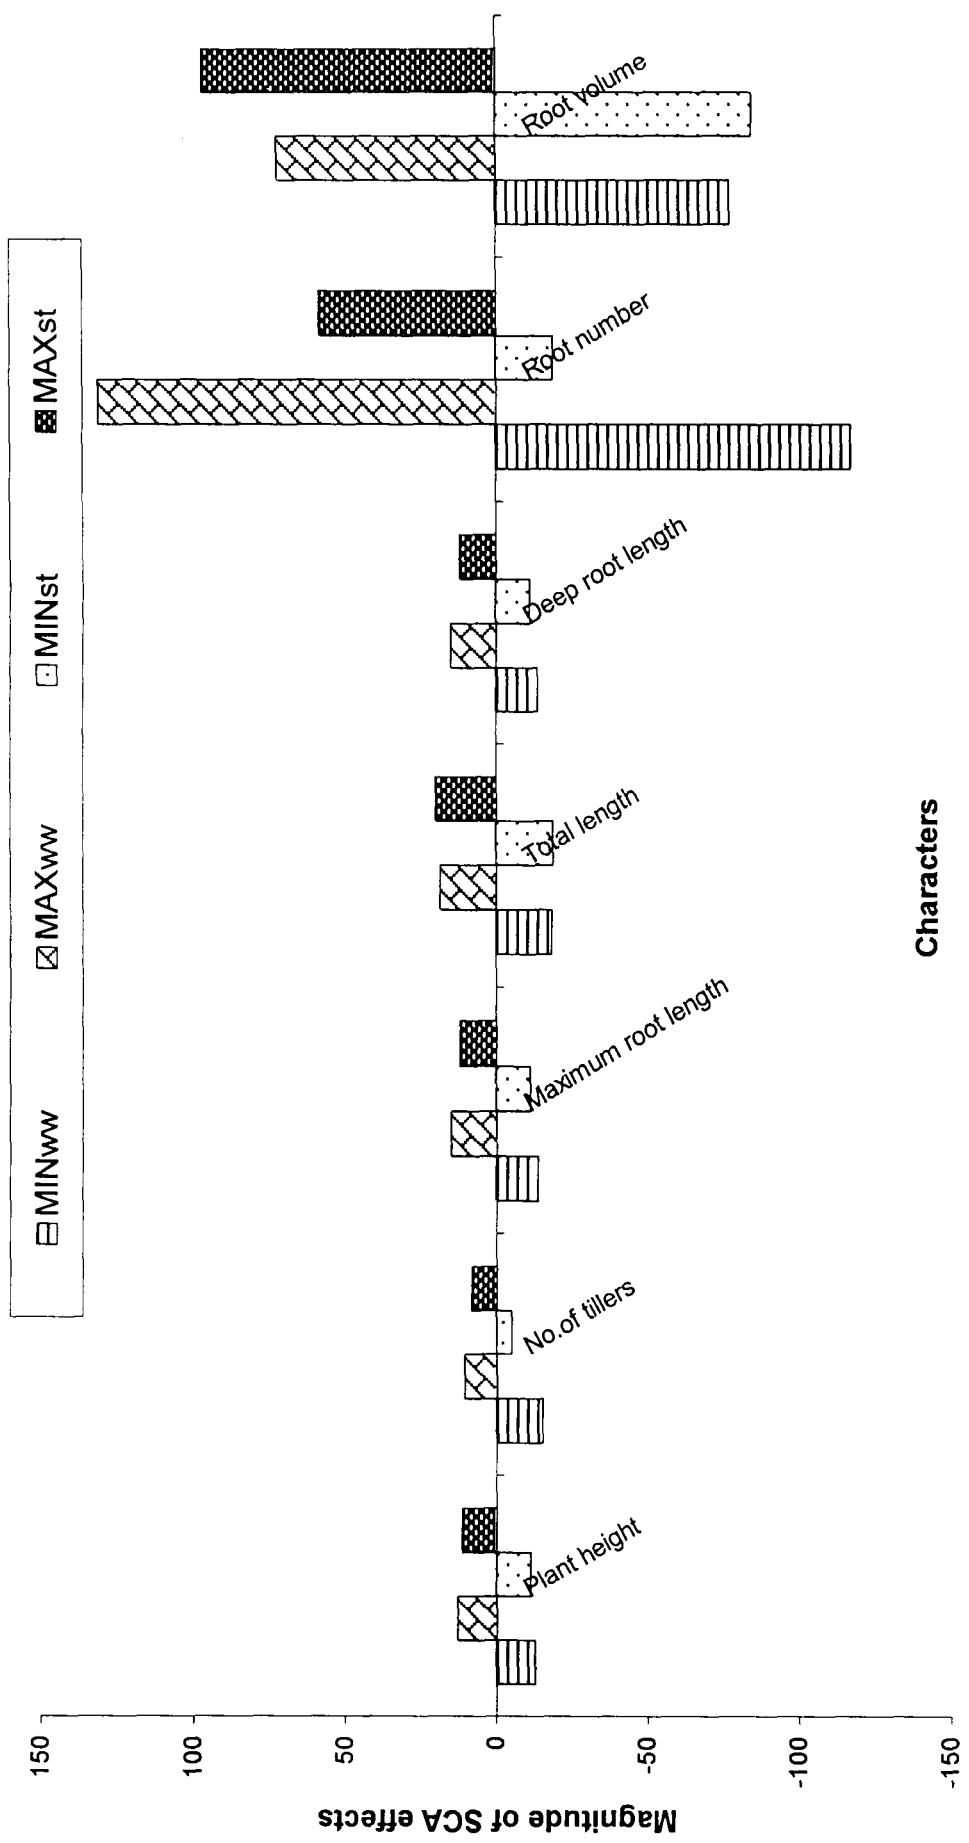 MINww MAXww MINst MAXst
150
100
50
0
-50
-100
-150
Magnitude of SCA effects
Plant height
No.of tillers
Maximum root length
Total length
Deep root length
Root number
Root volume
Characters